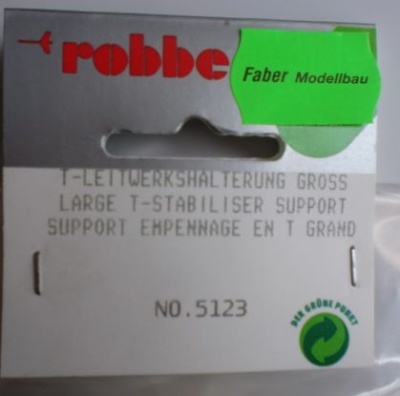 robbe
Faber Modellbau
T-LEITWERKSHALTERUNG GROSS
LARGE T-STABILISER SUPPORT
SUPPORT EMPENNAGE EN T GRAND
NO.5123
DER GRÜNE PUNKT